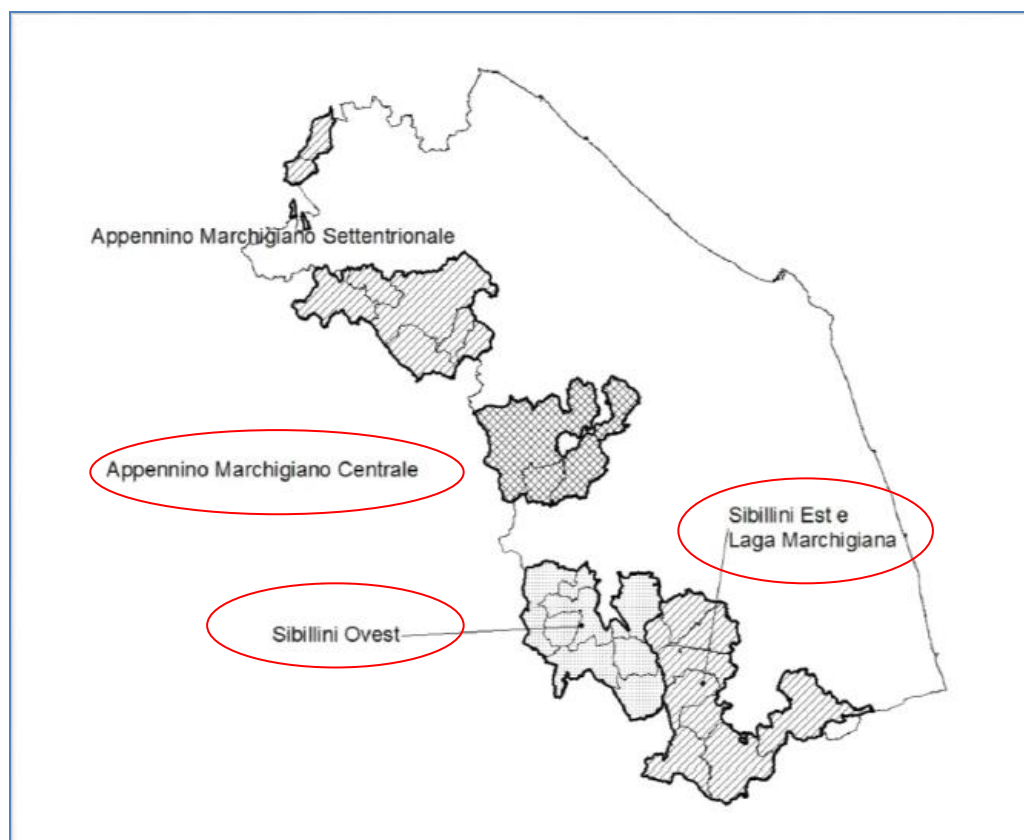 Appennino Marchigiano Settentrionale
Appennino Marchigiano Centrale
Sibillini Est e
Laga Marchigiana
Sibillini Ovest